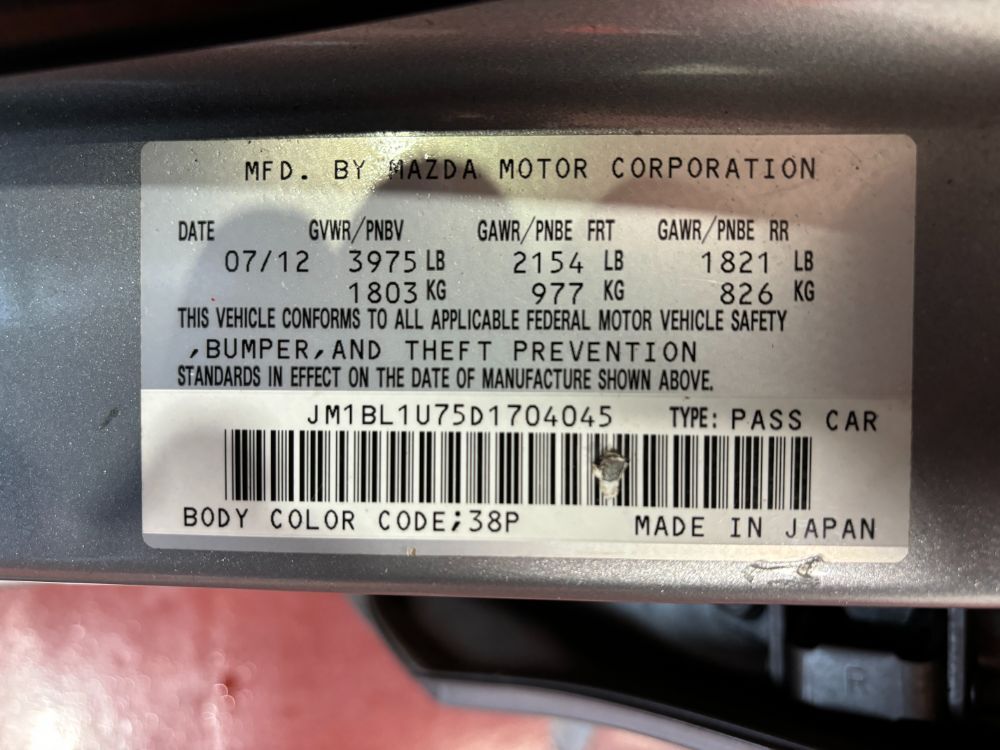 MFD. BY MAZDA MOTOR CORPORATION
DATE GVWR/PNBV GAWR/PNBE FRT GAWR/PNBE RR
07/12 3975 LB 2154 LB 1821 LB
1803 KG 977 KG 826 KG
THIS VEHICLE CONFORMS TO ALL APPLICABLE FEDERAL MOTOR VEHICLE SAFETY
,BUMPER,AND THEFT PREVENTION
STANDARDS IN EFFECT ON THE DATE OF MANUFACTURE SHOWN ABOVE.
JM1BL1U75D1704045 TYPE: PASS CAR
BODY COLOR CODE;38P MADE IN JAPAN
R